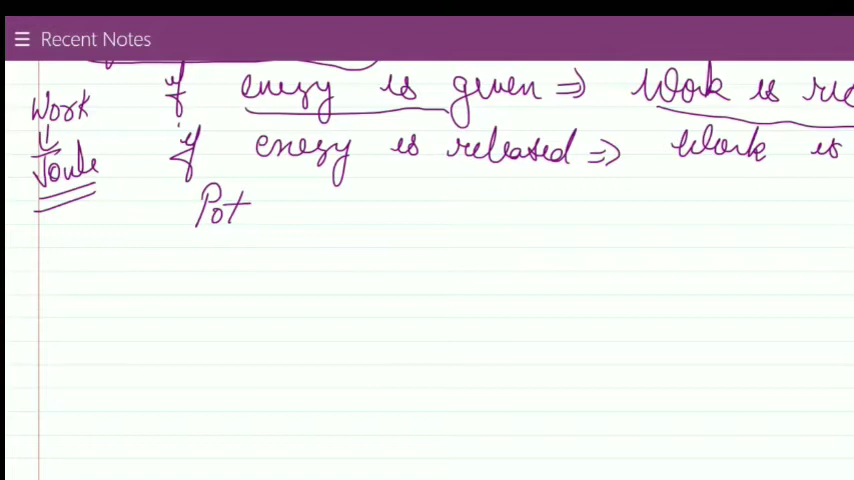 Recent Notes
if energy is given ⇒ Work is
Work
↓
Joule
if energy is released ⇒ Work is
Pot